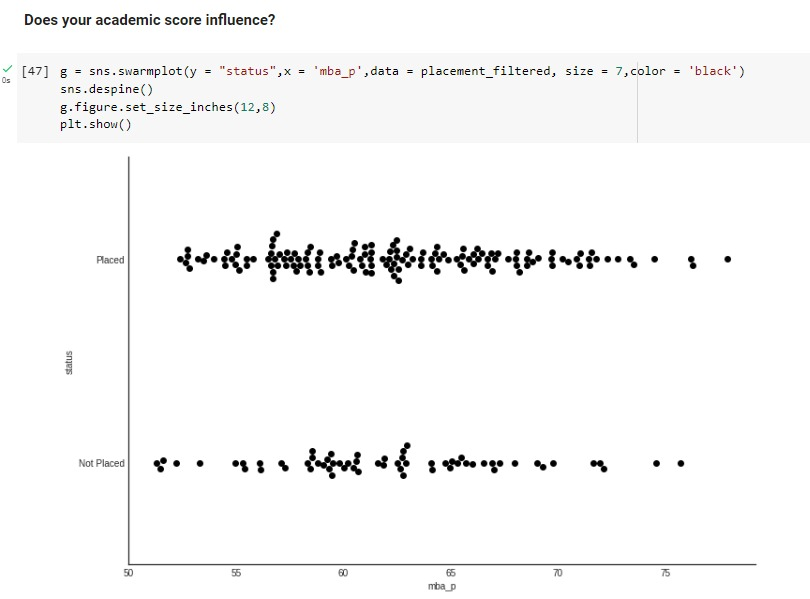 Does your academic score influence?
[47] g = sns.swarmplot(y = "status",x = 'mba_p',data = placement_filtered, size = 7,color = 'black')
0s
sns.despine()
g.figure.set_size_inches(12,8)
plt.show()
Placed
status
Not Placed
50 55 60 65 70 75
mba_p